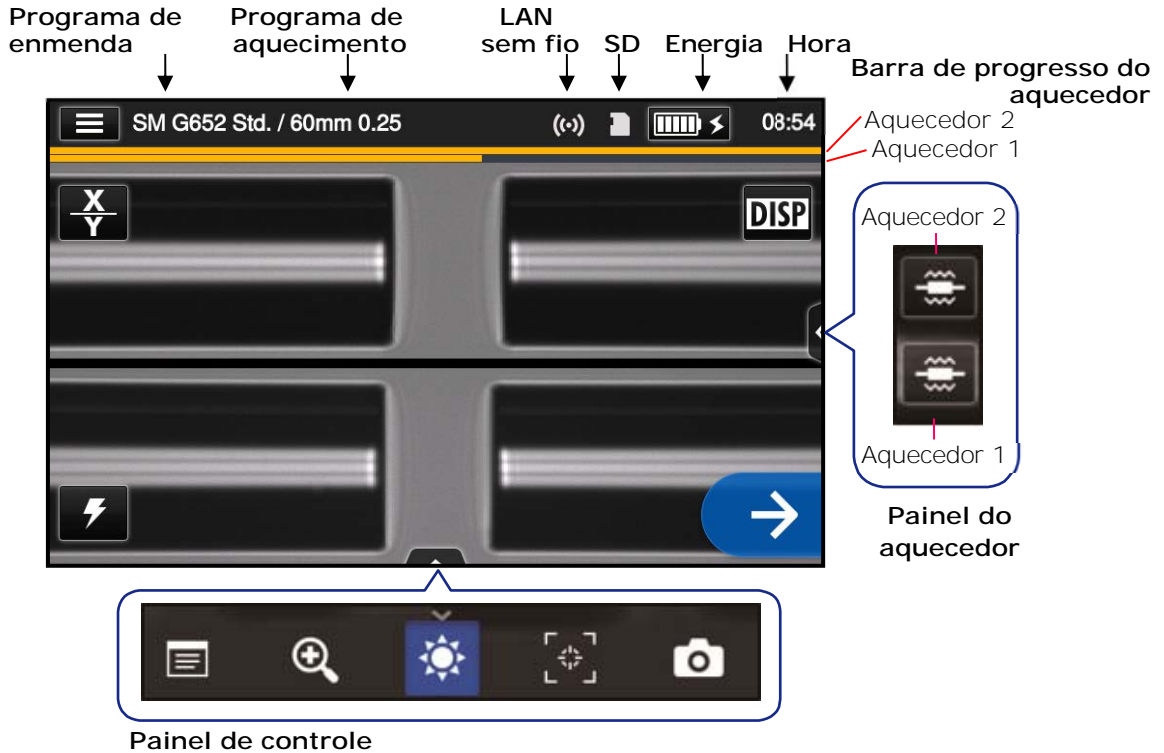 Programa de
enmenda
Programa de
aquecimento
LAN
sem fio
SD
Energia
Hora
Barra de progresso do
aquecedor
SM G652 Std. / 60mm 0.25
08:54
Aquecedor 2
Aquecedor 1
X
Y
DISP
Aquecedor 2
Aquecedor 1
Painel do
aquecedor
Painel de controle